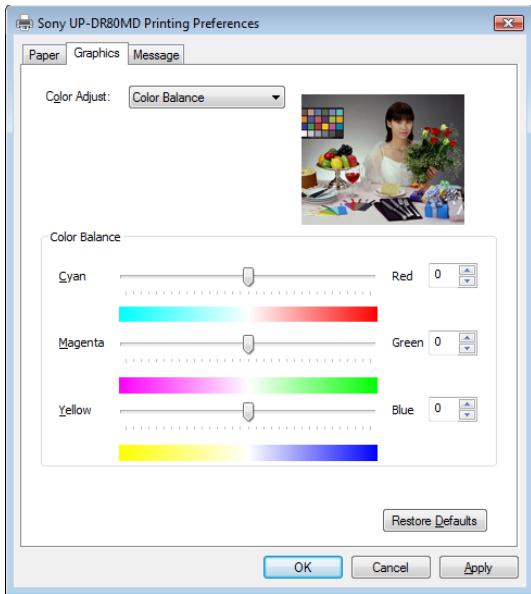 Sony UP-DR80MD Printing Preferences
Paper Graphics Message
Color Adjust: Color Balance
Color Balance
Cyan Red 0
Magenta Green 0
Yellow Blue 0
Restore Defaults
OK Cancel Apply